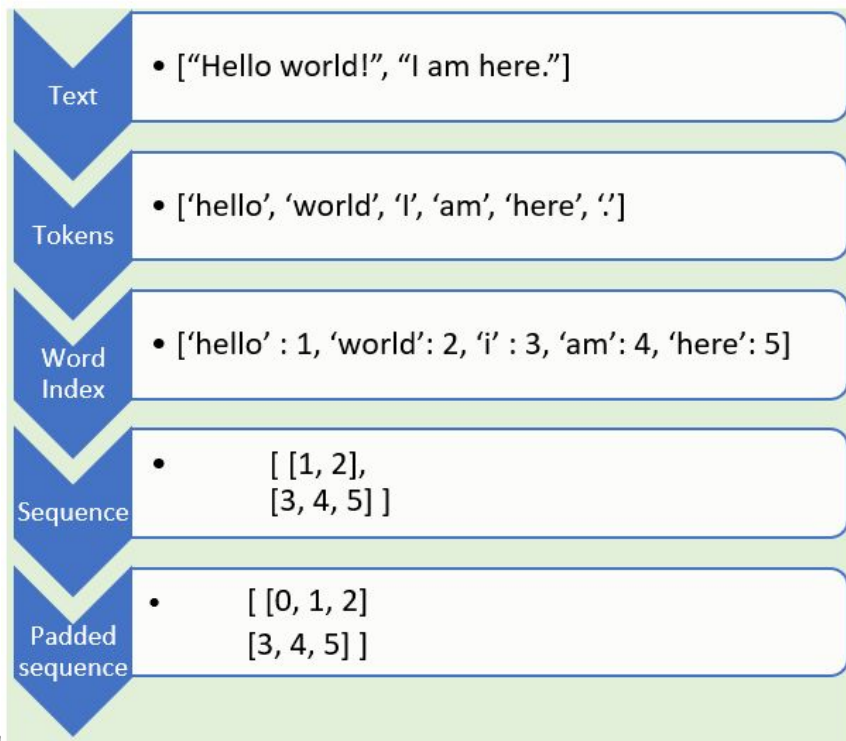 Text
• [“Hello world!”, “I am here.”]
Tokens
• [‘hello’, ‘world’, ‘I’, ‘am’, ‘here’, ‘.’]
Word
Index
• [‘hello’ : 1, ‘world’: 2, ‘i’ : 3, ‘am’: 4, ‘here’: 5]
Sequence
• [ [1, 2],
[3, 4, 5] ]
Padded
sequence
• [ [0, 1, 2]
[3, 4, 5] ]